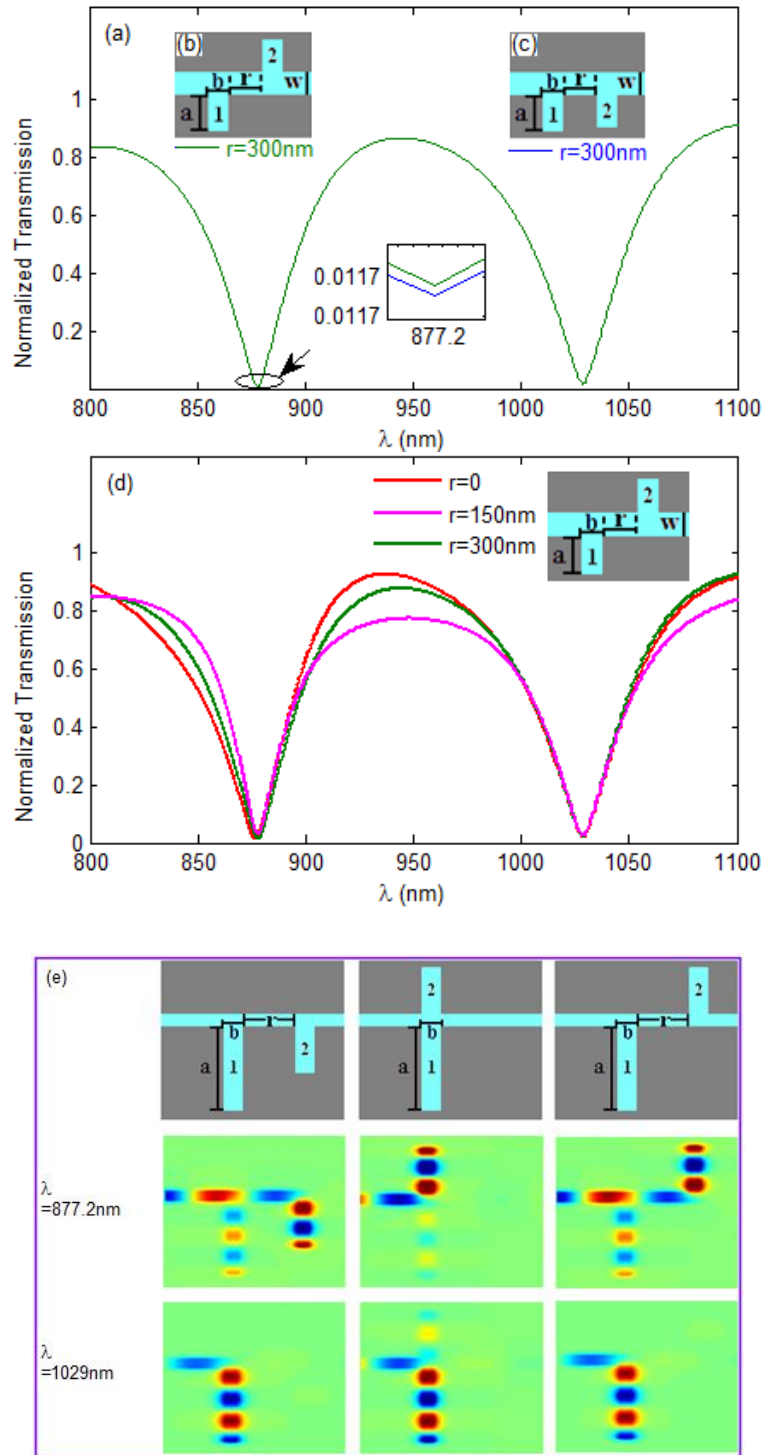 (a)
(b)
2
b r w
a 1
r=300nm
(c)
b r w
a 1 2
r=300nm
Normalized Transmission
1
0.8
0.6
0.4
0.2
0.0117
0.0117
877.2
800 850 900 950 1000 1050 1100
λ (nm)
(d)
r=0
r=150nm
r=300nm
2
b r w
a 1
Normalized Transmission
1
0.8
0.6
0.4
0.2
0
800 850 900 950 1000 1050 1100
λ (nm)
(e)
b r
a 1 2
2
b
a 1
2
b r
a 1
λ
=877.2nm
λ
=1029nm